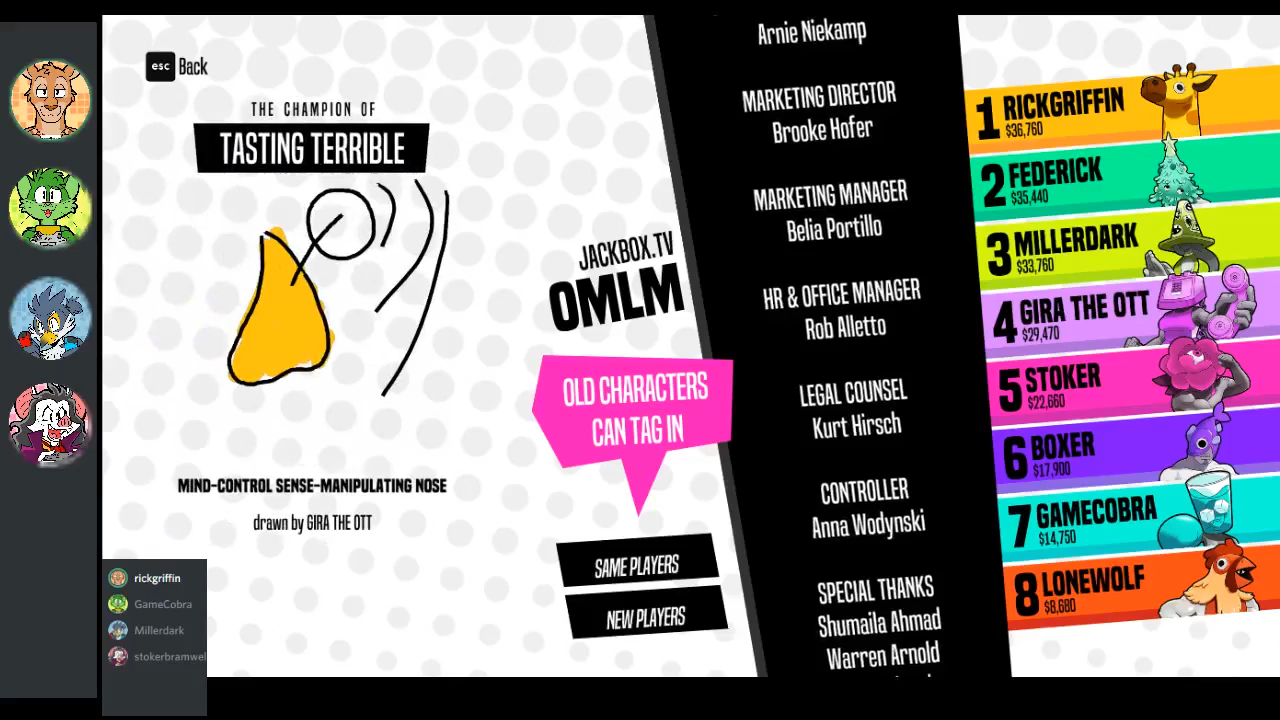 esc Back
THE CHAMPION OF
TASTING TERRIBLE
MIND-CONTROL SENSE-MANIPULATING NOSE
drawn by GIRA THE OTT
rickgriffin
GameCobra
Millerdark
stokerbramwel
JACKBOX.TV
OMLM
OLD CHARACTERS
CAN TAG IN
SAME PLAYERS
NEW PLAYERS
Arnie Niekamp
MARKETING DIRECTOR
Brooke Hofer
MARKETING MANAGER
Belia Portillo
HR & OFFICE MANAGER
Rob Alletto
LEGAL COUNSEL
Kurt Hirsch
CONTROLLER
Anna Wodynski
SPECIAL THANKS
Shumaila Ahmad
Warren Arnold
1 RICKGRIFFIN
$36,760
2 FEDERICK
$35,440
3 MILLERDARK
$33,760
4 GIRA THE OTT
$29,470
5 STOKER
$22,660
6 BOXER
$17,900
7 GAMECOBRA
$14,750
8 LONEWOLF
$8,680